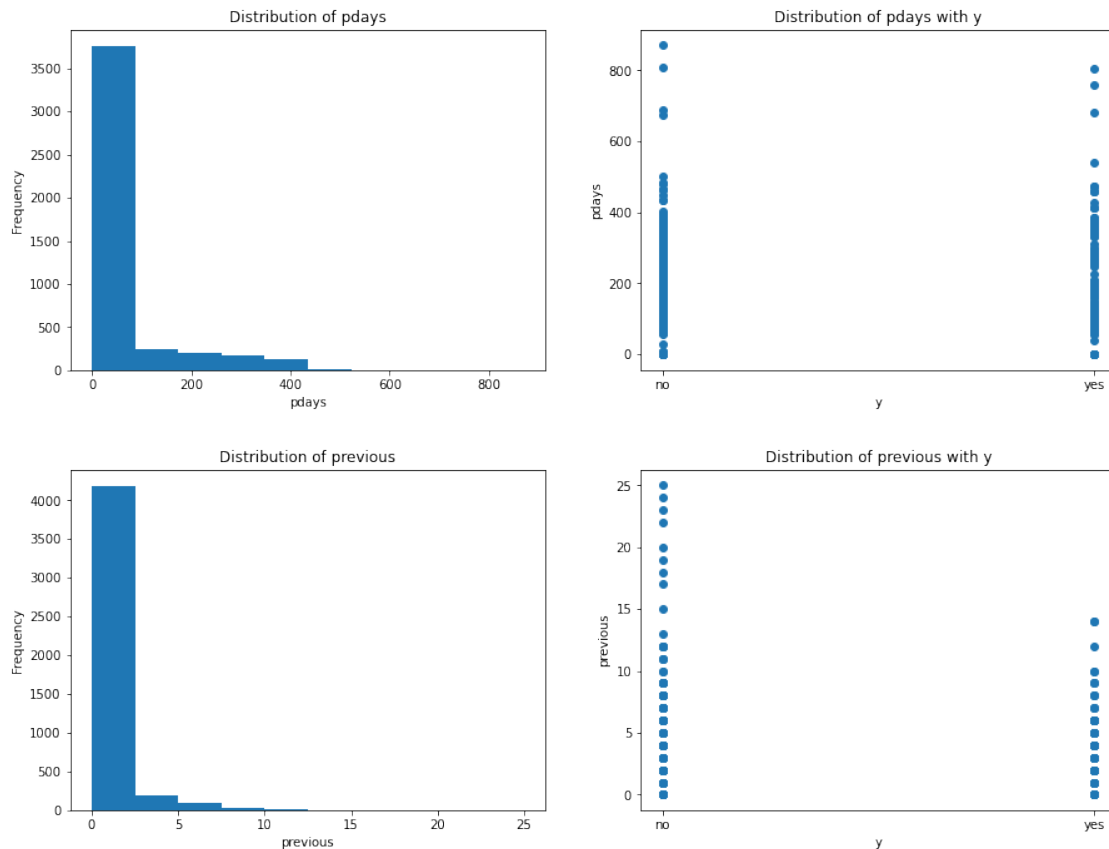 Distribution of pdays
3500
3000
2500
2000
1500
1000
500
0
Frequency
0 200 400 600 800
pdays
Distribution of pdays with y
800
600
400
200
0
pdays
no yes
y
Distribution of previous
4000
3500
3000
2500
2000
1500
1000
500
0
Frequency
0 5 10 15 20 25
previous
Distribution of previous with y
25
20
15
10
5
0
previous
no yes
y